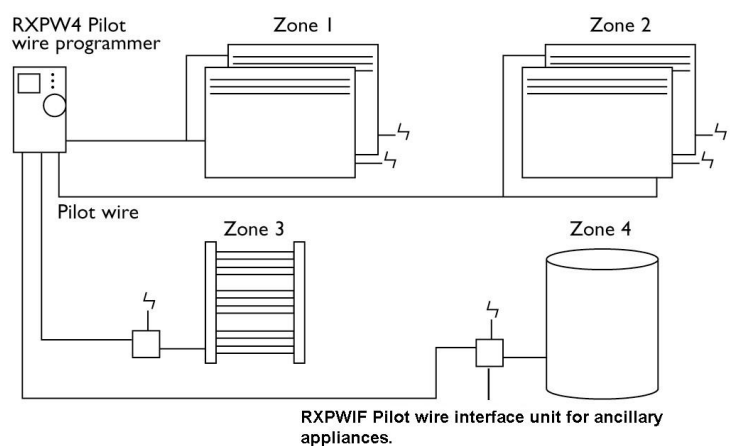 RXPW4 Pilot
wire programmer
Zone 1
Zone 2
Pilot wire
Zone 3
Zone 4
RXPWIF Pilot wire interface unit for ancillary
appliances.